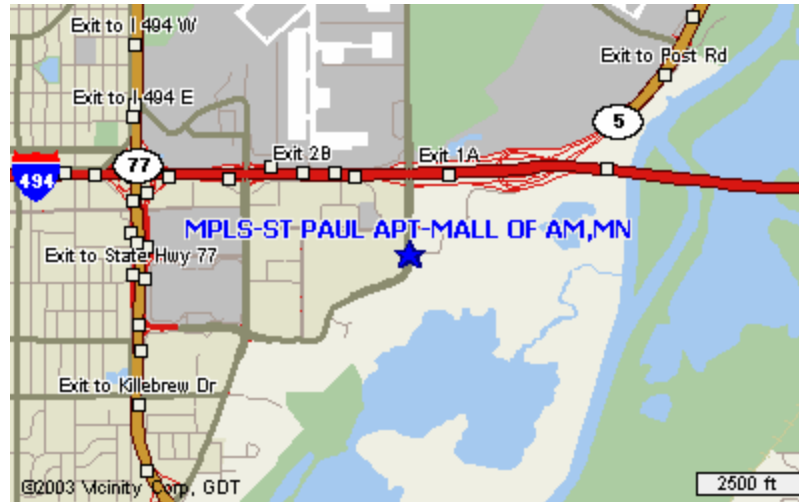 Exit to I 494 W
Exit to Post Rd
Exit to I 494 E
5
Exit 2B
Exit 1A
77
494
MPLS-ST PAUL APT-MALL OF AM,MN
Exit to State Hwy 77
Exit to Killebrew Dr
©2003 Vicinity Corp, GDT
2500 ft